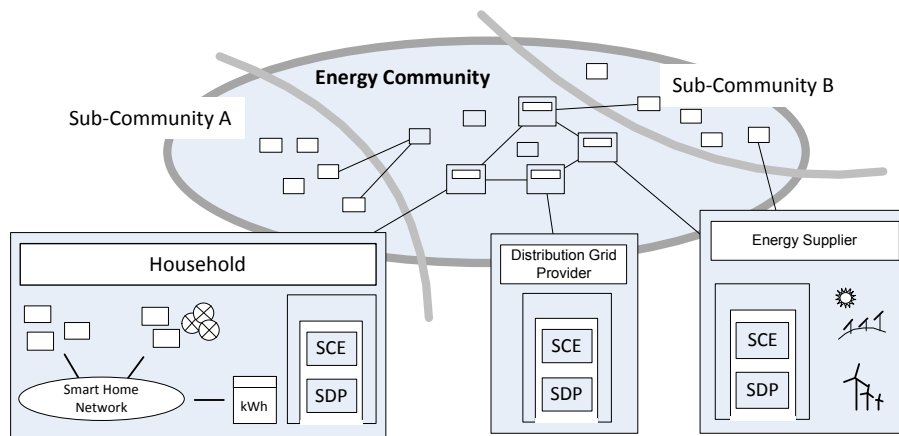 Energy Community
Sub-Community B
Sub-Community A
Household
Distribution Grid
Provider
Energy Supplier
SCE
SDP
Smart Home
Network
kWh
SCE
SDP
SCE
SDP